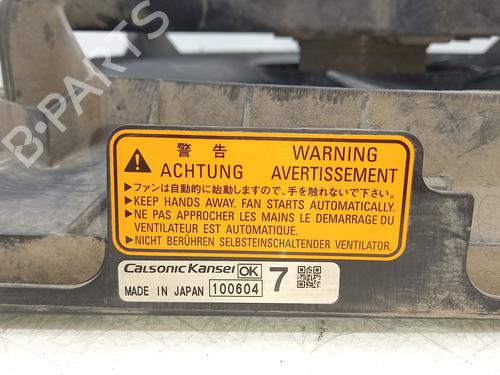 B-PARTS
警告 WARNING
ACHTUNG AVERTISSEMENT
▶ファンは自動的に始動しますので、手を触れないで下さい。
▶KEEP HANDS AWAY. FAN STARTS AUTOMATICALLY.
▶NE PAS APPROCHER LES MAINS LE DEMARRAGE DU
VENTILATEUR EST AUTOMATIQUE.
▶NICHT BERÜHREN SELBSTEINSCHALTENDER VENTILATOR.
Calsonic Kansei OK 7
MADE IN JAPAN 100604